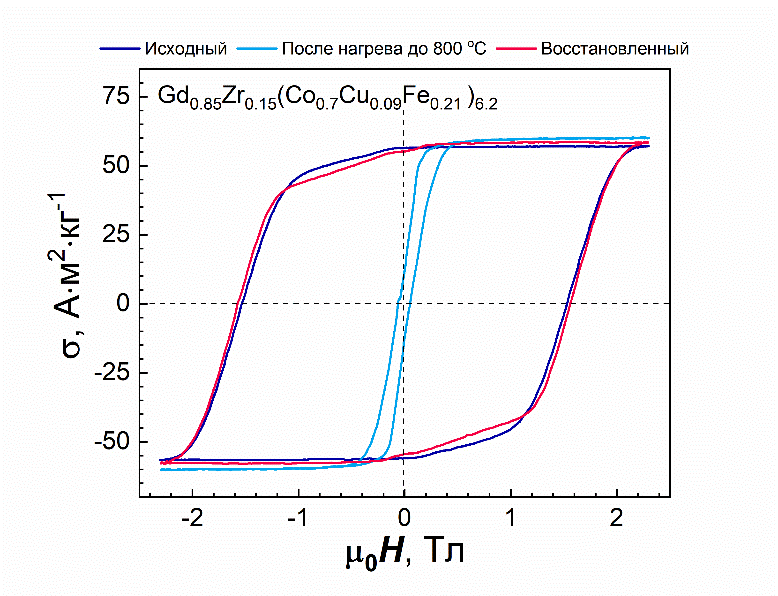 Исходный После нагрева до 800 °C Восстановленный
Gd0.85Zr0.15(Co0.7Cu0.09Fe0.21)6.2
75
50
25
0
-25
-50
σ, А·м²·кг⁻¹
-2 -1 0 1 2
μ₀H, Тл